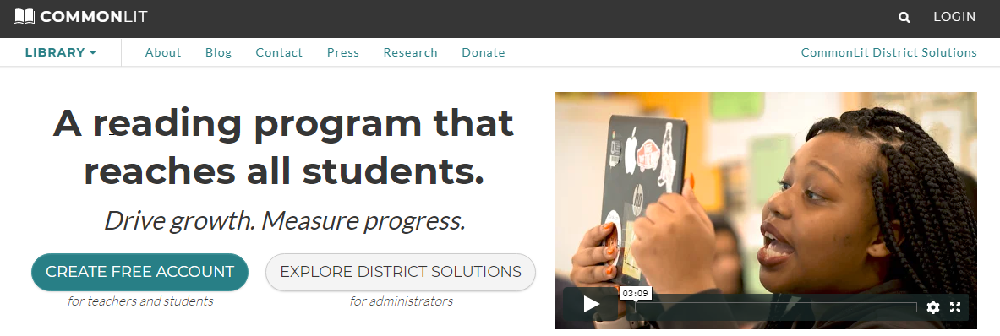 COMMONLIT
LOGIN
LIBRARY About Blog Contact Press Research Donate CommonLit District Solutions
A reading program that
reaches all students.
Drive growth. Measure progress.
CREATE FREE ACCOUNT EXPLORE DISTRICT SOLUTIONS
for teachers and students for administrators
hp
03:09